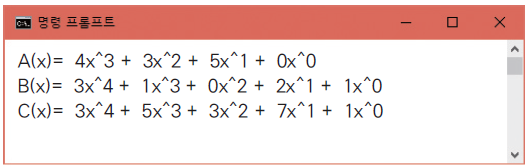 명령 프롬프트
A(x)= 4x^3 + 3x^2 + 5x^1 + 0x^0
B(x)= 3x^4 + 1x^3 + 0x^2 + 2x^1 + 1x^0
C(x)= 3x^4 + 5x^3 + 3x^2 + 7x^1 + 1x^0